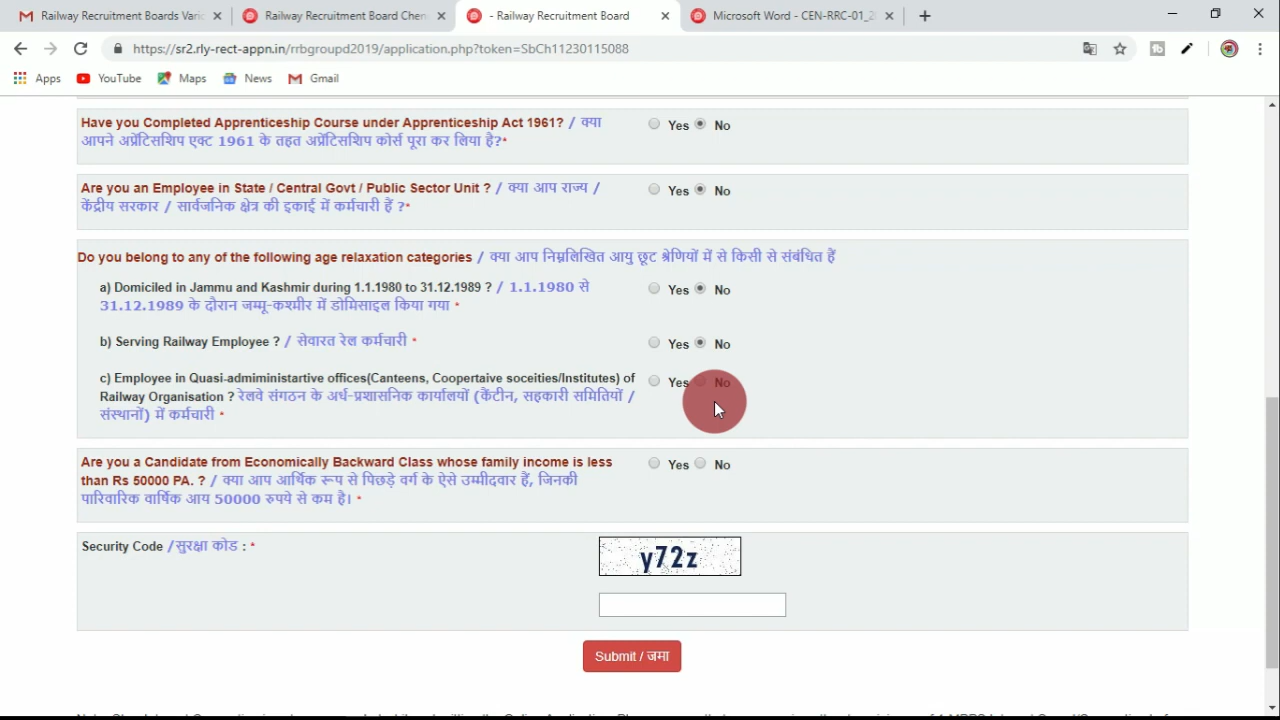 Railway Recruitment Boards Vario
Railway Recruitment Board Chen
- Railway Recruitment Board
Microsoft Word - CEN-RRC-01_2
https://sr2.rly-rect-appn.in/rrbgroupd2019/application.php?token=SbCh11230115088
Apps YouTube Maps News Gmail
Have you Completed Apprenticeship Course under Apprenticeship Act 1961? / क्या
आपने अप्रेंटिसशिप एक्ट 1961 के तहत अप्रेंटिसशिप कोर्स पूरा कर लिया है?*
Yes No
Are you an Employee in State / Central Govt / Public Sector Unit ? / क्या आप राज्य /
केंद्रीय सरकार / सार्वजनिक क्षेत्र की इकाई में कर्मचारी हैं ?*
Yes No
Do you belong to any of the following age relaxation categories / क्या आप निम्नलिखित आयु छूट श्रेणियों में से किसी से संबंधित हैं
a) Domiciled in Jammu and Kashmir during 1.1.1980 to 31.12.1989 ? / 1.1.1980 से
31.12.1989 के दौरान जम्मू-कश्मीर में डोमिसाइल किया गया *
Yes No
b) Serving Railway Employee ? / सेवारत रेल कर्मचारी *
Yes No
c) Employee in Quasi-admiministartive offices(Canteens, Coopertaive soceities/Institutes) of
Railway Organisation ? रेलवे संगठन के अर्ध-प्रशासनिक कार्यालयों (कैंटीन, सहकारी समितियों /
संस्थानों) में कर्मचारी *
Yes No
Are you a Candidate from Economically Backward Class whose family income is less
than Rs 50000 PA. ? / क्या आप आर्थिक रूप से पिछड़े वर्ग के ऐसे उम्मीदवार हैं, जिनकी
पारिवारिक वार्षिक आय 50000 रुपये से कम है। *
Yes No
Security Code /सुरक्षा कोड : *
y72z
Submit / जमा